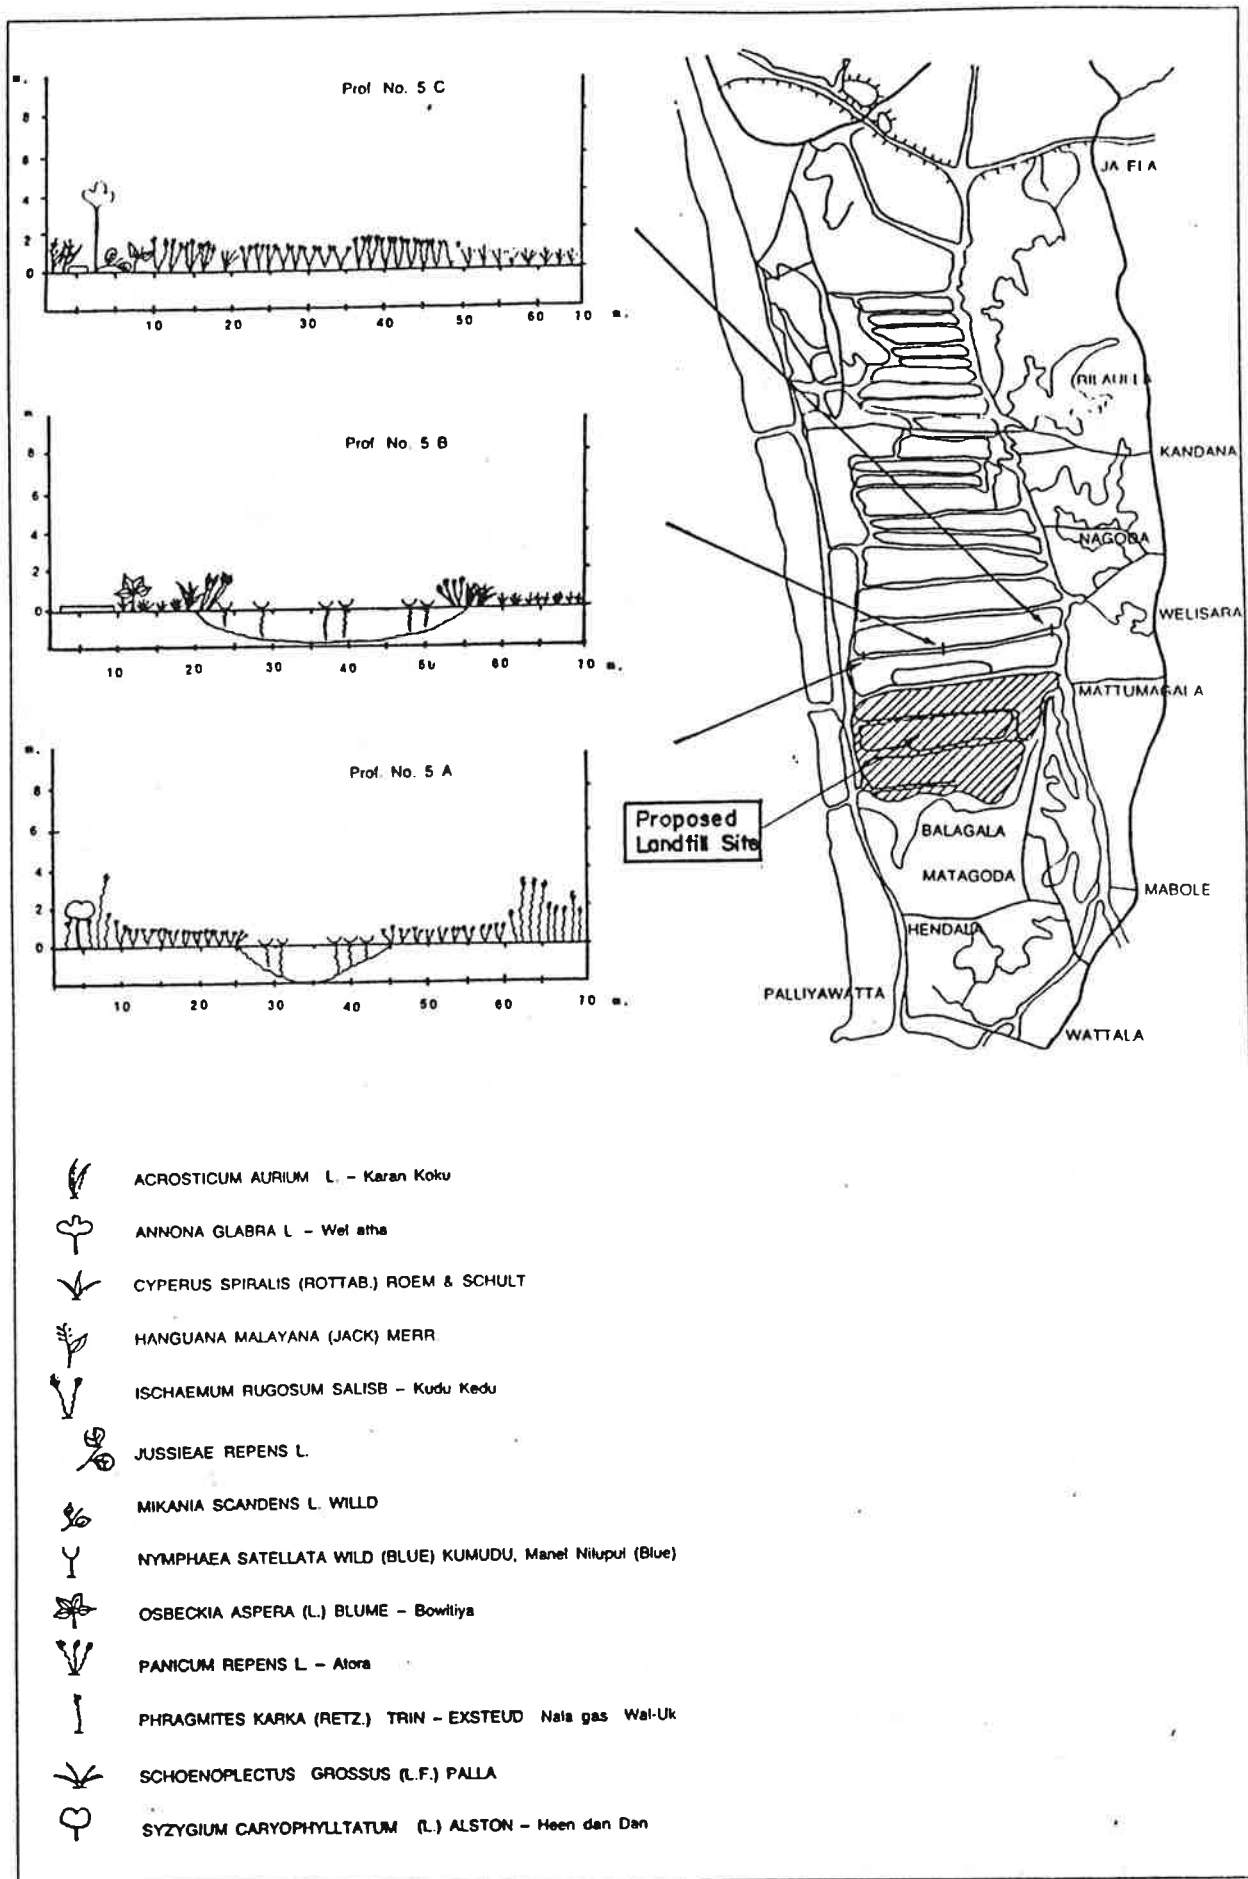 Prof No. 5 C
m.
8
6
4
2
0
10 20 30 40 50 60 70 m.
Prof No. 5 B
m
8
6
4
2
0
10 20 30 40 50 60 70 m.
Prof. No. 5 A
m.
8
6
4
2
0
10 20 30 40 50 60 70 m.
KANDANA
NAGODA
WELISARA
MATTUMAGALA
Proposed
Landfill Site
BALAGALA
MATAGODA
MABOLE
HENDALA
PALLIYAWATTA
WATTALA
ACROSTICUM AURIUM L. – Karan Koku
ANNONA GLABRA L – Wel atha
CYPERUS SPIRALIS (ROTTAB.) ROEM & SCHULT
HANGUANA MALAYANA (JACK) MERR
ISCHAEMUM RUGOSUM SALISB – Kudu Kedu
JUSSIEAE REPENS L.
MIKANIA SCANDENS L. WILLD
NYMPHAEA SATELLATA WILD (BLUE) KUMUDU, Manel Nilupul (Blue)
OSBECKIA ASPERA (L.) BLUME – Bowitiya
PANICUM REPENS L – Atora
PHRAGMITES KARKA (RETZ.) TRIN – EXSTEUD Nala gas Wal-Uk
SCHOENOPLECTUS GROSSUS (L.F.) PALLA
SYZYGIUM CARYOPHYLLTATUM (L.) ALSTON – Heen dan Dan